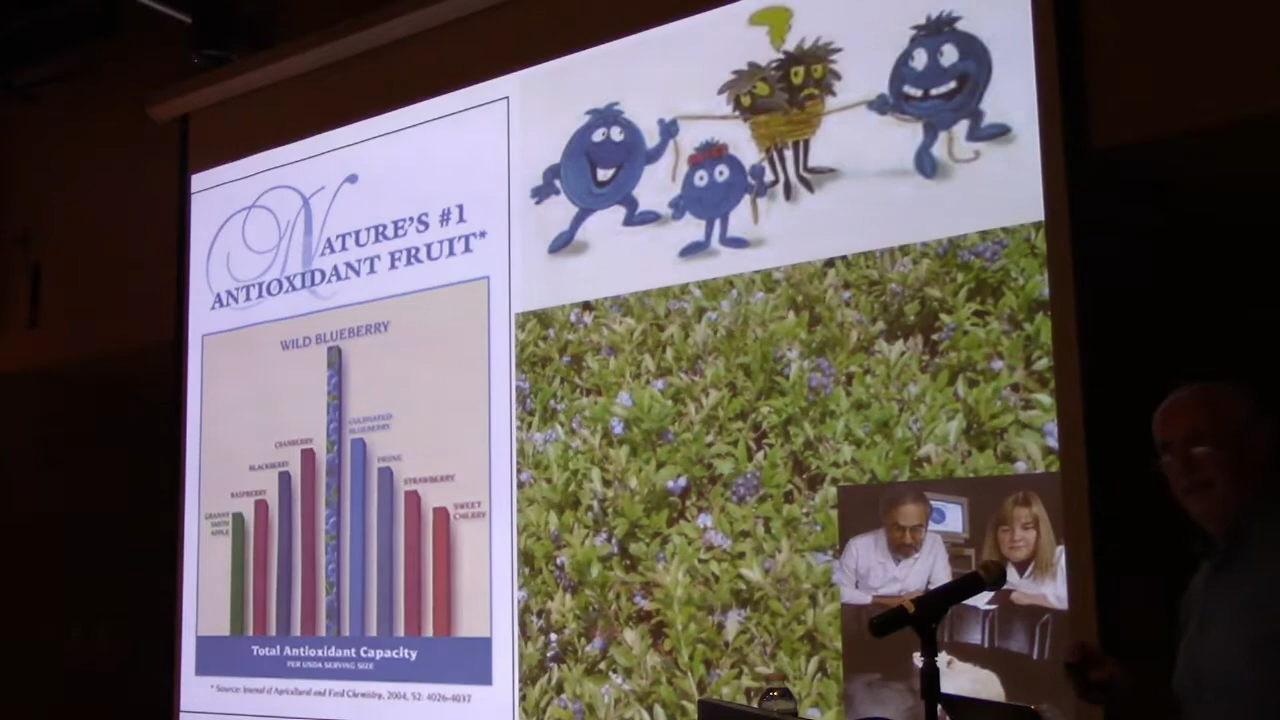 NATURE'S #1
ANTIOXIDANT FRUIT*
WILD BLUEBERRY
CULTIVATED
BLUEBERRY
CRANBERRY
PRUNE
BLACKBERRY
STRAWBERRY
RASPBERRY
SWEET
CHERRY
GRANNY
SMITH
APPLE
Total Antioxidant Capacity
PER USDA SERVING SIZE
* Source: Journal of Agricultural and Food Chemistry, 2004, 52: 4026-4037